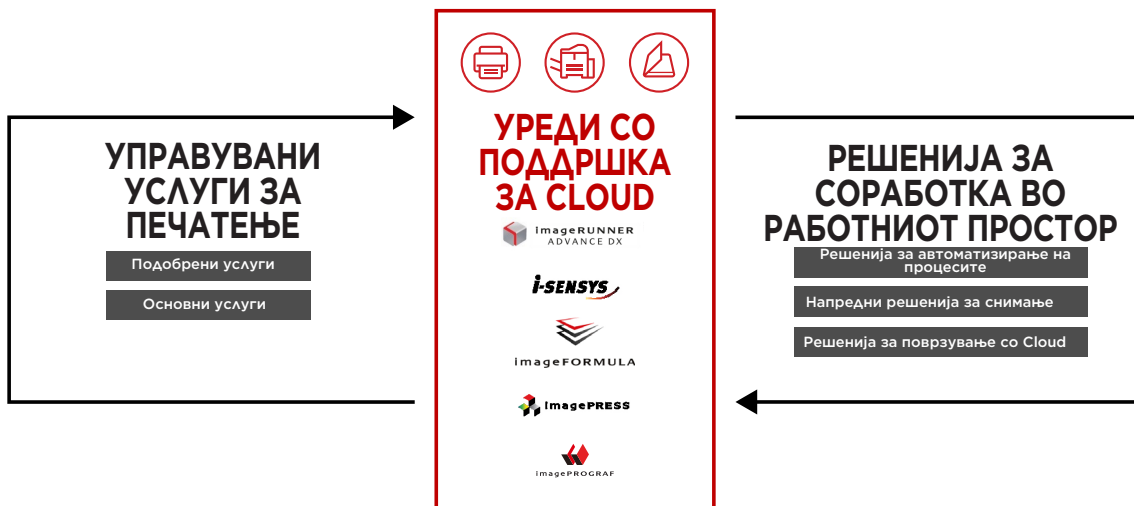 УПРАВУВАНИ
УСЛУГИ ЗА
ПЕЧАТЕЊЕ
Подобрени услуги
Основни услуги
УРЕДИ СО
ПОДДРШКА
ЗА CLOUD
imageRUNNER
ADVANCE DX
i-SENSYS
imageFORMULA
imagePRESS
imagePROGRAF
РЕШЕНИЈА ЗА
СОРАБОТКА ВО
РАБОТНИОТ ПРОСТОР
Решенија за автоматизирање на
процесите
Напредни решенија за снимање
Решенија за поврзување со Cloud